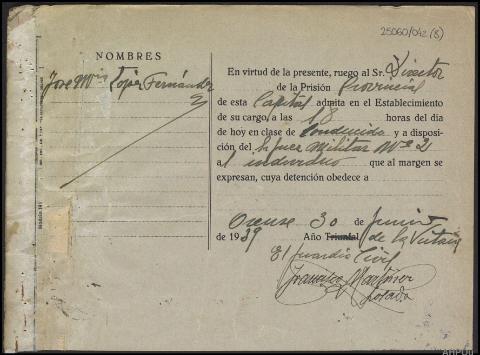 25060/042 (8)
NOMBRES
José Mª López Fernández
En virtud de la presente, ruego al Sr. Director
de la Prisión Provincial
de esta Capital admita en el Establecimiento
de su cargo, a las 18 horas del día
de hoy en clase de Conducido y a disposición
del Sr Juez Militar Nº 2
a l individuo que al margen se
expresan, cuya detención obedece a
Orense 30 de Junio
de 1939 Año Triunfal de la Victoria
El Guardia Civil
Francisco Martínez
Losada
Modelo
AHPOU